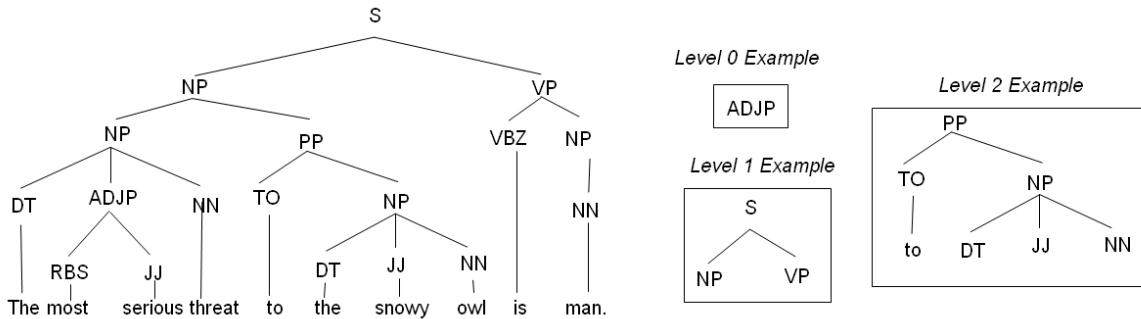 S
Level 0 Example
Level 2 Example
NP VP
ADJP
PP
NP PP VBZ NP
TO NP
Level 1 Example
DT ADJP NN TO NP NN
S
to DT JJ NN
RBS JJ DT JJ NN
NP VP
The most serious threat to the snowy owl is man.